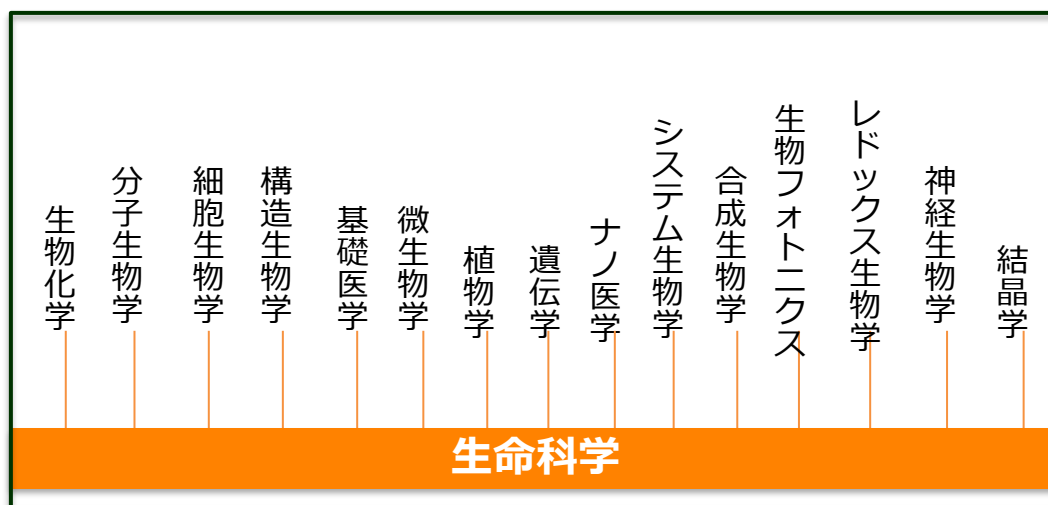 生物化学
分子生物学
細胞生物学
構造生物学
基礎医学
微生物学
植物学
遺伝学
ナノ医学
システム生物学
合成生物学
生物フォトニクス
レドックス生物学
神経生物学
結晶学
生命科学